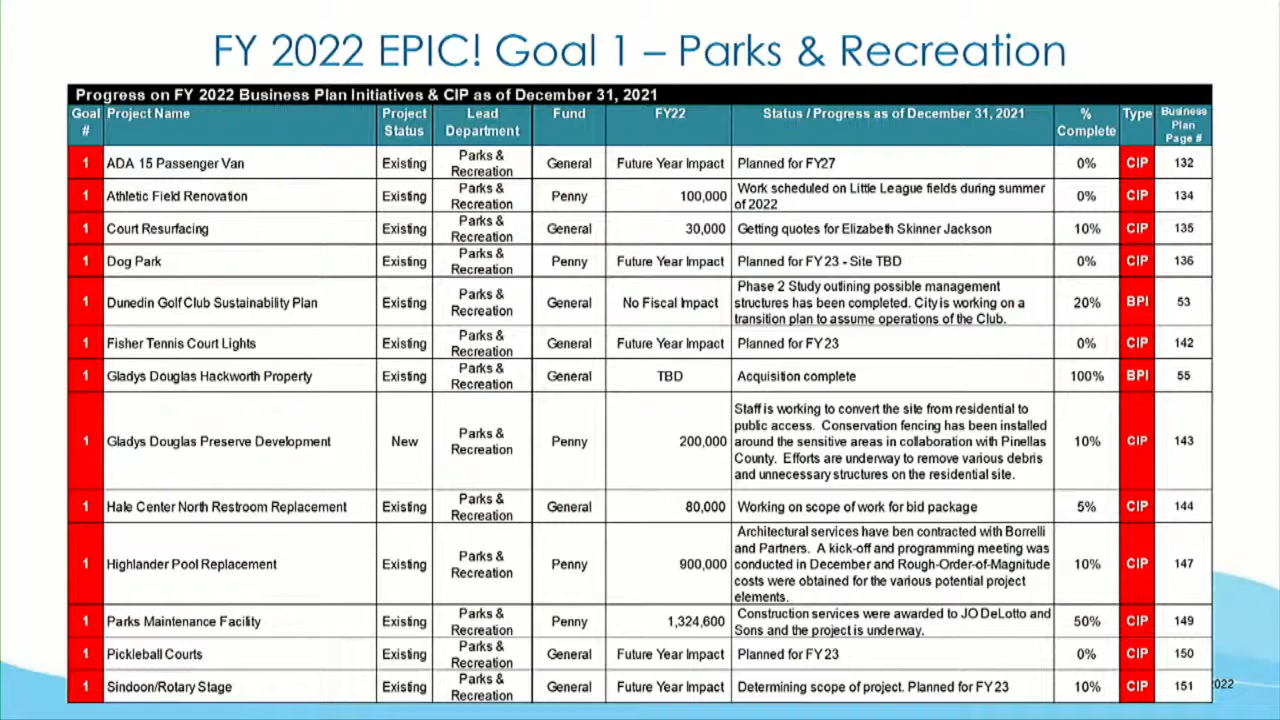 FY 2022 EPIC! Goal 1 – Parks & Recreation
Progress on FY 2022 Business Plan Initiatives & CIP as of December 31, 2021
Goal # Project Name Project Status Lead Department Fund FY22 Status / Progress as of December 31, 2021 % Complete Type Business Plan Page #
1 ADA 15 Passenger Van Existing Parks & Recreation General Future Year Impact Planned for FY27 0% CIP 132
1 Athletic Field Renovation Existing Parks & Recreation Penny 100,000 Work scheduled on Little League fields during summer of 2022 0% CIP 134
1 Court Resurfacing Existing Parks & Recreation General 30,000 Getting quotes for Elizabeth Skinner Jackson 10% CIP 135
1 Dog Park Existing Parks & Recreation Penny Future Year Impact Planned for FY23 - Site TBD 0% CIP 136
1 Dunedin Golf Club Sustainability Plan Existing Parks & Recreation General No Fiscal Impact Phase 2 Study outlining possible management structures has been completed. City is working on a transition plan to assume operations of the Club. 20% BPI 53
1 Fisher Tennis Court Lights Existing Parks & Recreation General Future Year Impact Planned for FY23 0% CIP 142
1 Gladys Douglas Hackworth Property Existing Parks & Recreation General TBD Acquisition complete 100% BPI 55
1 Gladys Douglas Preserve Development New Parks & Recreation Penny 200,000 Staff is working to convert the site from residential to public access. Conservation fencing has been installed around the sensitive areas in collaboration with Pinellas County. Efforts are underway to remove various debris and unnecessary structures on the residential site. 10% CIP 143
1 Hale Center North Restroom Replacement Existing Parks & Recreation General 80,000 Working on scope of work for bid package 5% CIP 144
1 Highlander Pool Replacement Existing Parks & Recreation Penny 900,000 Architectural services have ben contracted with Borrelli and Partners. A kick-off and programming meeting was conducted in December and Rough-Order-of-Magnitude costs were obtained for the various potential project elements. 10% CIP 147
1 Parks Maintenance Facility Existing Parks & Recreation Penny 1,324,600 Construction services were awarded to JO DeLotto and Sons and the project is underway. 50% CIP 149
1 Pickleball Courts Existing Parks & Recreation General Future Year Impact Planned for FY23 0% CIP 150
1 Sindoon/Rotary Stage Existing Parks & Recreation General Future Year Impact Determining scope of project. Planned for FY23 10% CIP 151